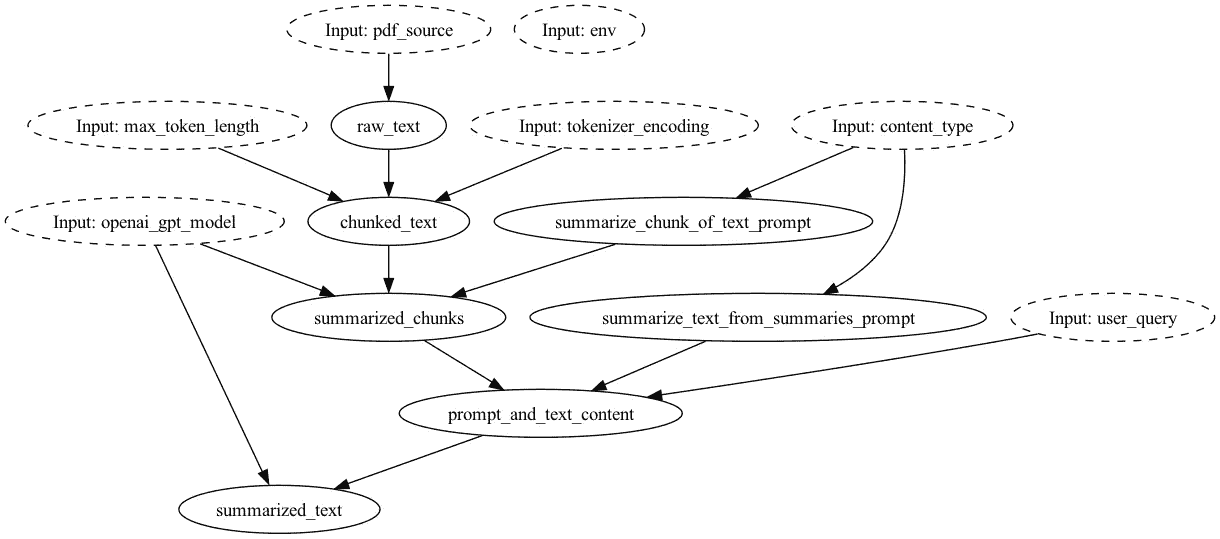 Input: pdf_source
Input: env
Input: max_token_length
raw_text
Input: tokenizer_encoding
Input: content_type
Input: openai_gpt_model
chunked_text
summarize_chunk_of_text_prompt
summarized_chunks
summarize_text_from_summaries_prompt
Input: user_query
prompt_and_text_content
summarized_text